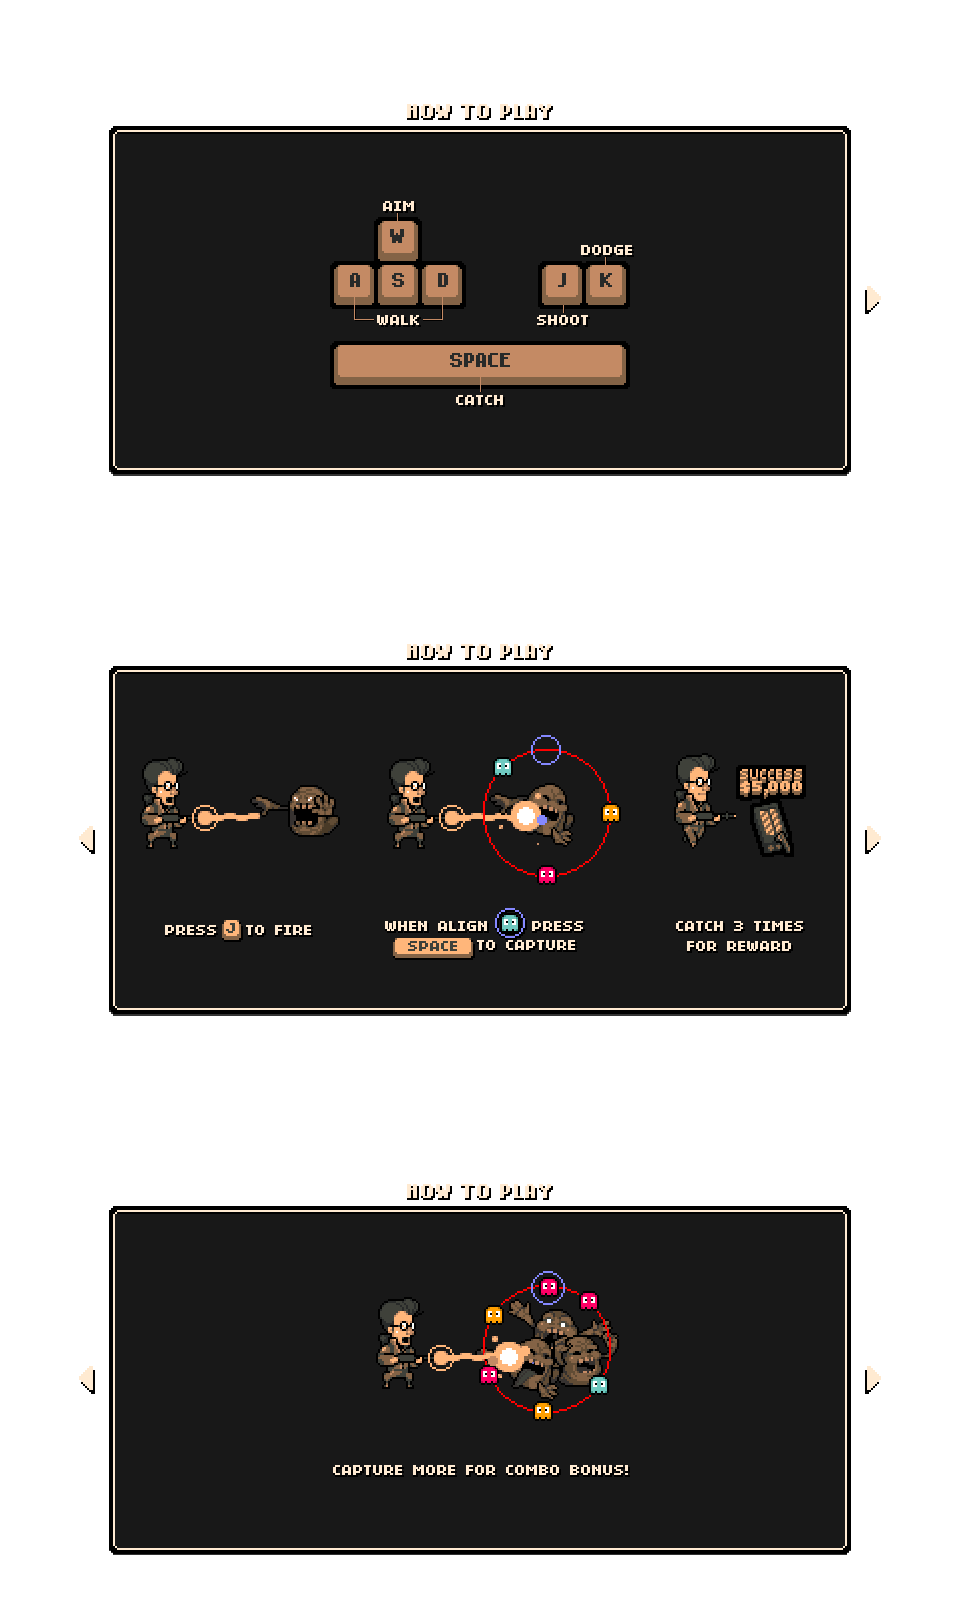 HOW TO PLAY
AIM
W
DODGE
A S D J K
WALK SHOOT
SPACE
CATCH
HOW TO PLAY
SUCCESS
$5,000
PRESS J TO FIRE
WHEN ALIGN PRESS
SPACE TO CAPTURE
CATCH 3 TIMES
FOR REWARD
HOW TO PLAY
CAPTURE MORE FOR COMBO BONUS!